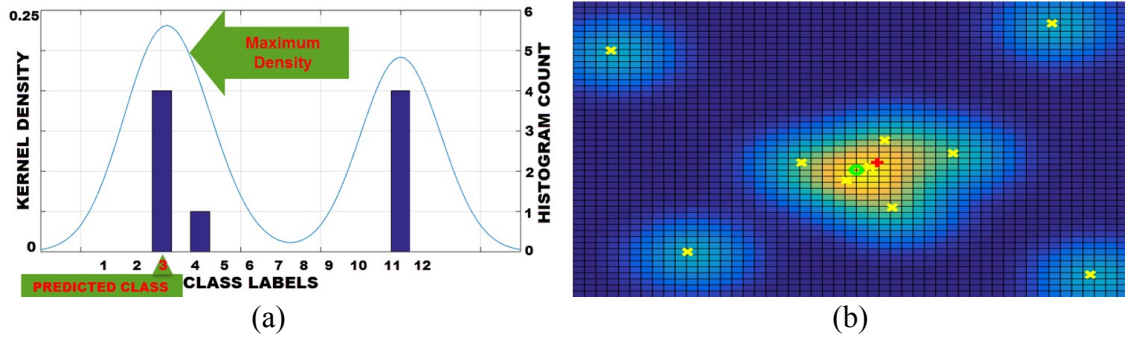 0.25
0
KERNEL DENSITY
Maximum
Density
6
5
4
3
2
1
0
HISTOGRAM COUNT
1 2 3 4 5 6 7 8 9 10 11 12
PREDICTED CLASS
CLASS LABELS
(a)
(b)